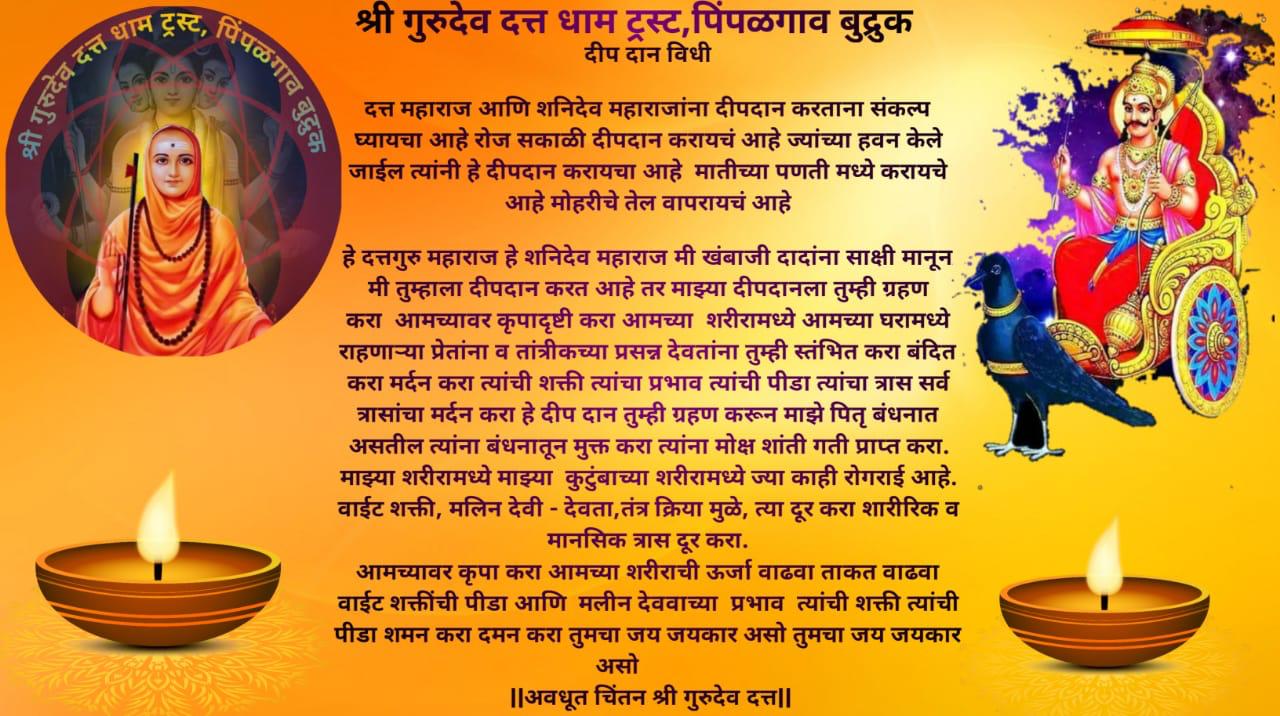 श्री गुरुदेव दत्त धाम ट्रस्ट, पिंपळगाव बुद्रुक
श्री गुरुदेव दत्त धाम ट्रस्ट,पिंपळगाव बुद्रुक
दीप दान विधी
दत्त महाराज आणि शनिदेव महाराजांना दीपदान करताना संकल्प
घ्यायचा आहे रोज सकाळी दीपदान करायचं आहे ज्यांच्या हवन केले
जाईल त्यांनी हे दीपदान करायचा आहे मातीच्या पणती मध्ये करायचे
आहे मोहरीचे तेल वापरायचं आहे
हे दत्तगुरु महाराज हे शनिदेव महाराज मी खंबाजी दादांना साक्षी मानून
मी तुम्हाला दीपदान करत आहे तर माझ्या दीपदानला तुम्ही ग्रहण
करा आमच्यावर कृपादृष्टी करा आमच्या शरीरामध्ये आमच्या घरामध्ये
राहणाऱ्या प्रेतांना व तांत्रीकच्या प्रसन्न देवतांना तुम्ही स्तंभित करा बंदित
करा मर्दन करा त्यांची शक्ती त्यांचा प्रभाव त्यांची पीडा त्यांचा त्रास सर्व
त्रासांचा मर्दन करा हे दीप दान तुम्ही ग्रहण करून माझे पितृ बंधनात
असतील त्यांना बंधनातून मुक्त करा त्यांना मोक्ष शांती गती प्राप्त करा.
माझ्या शरीरामध्ये माझ्या कुटुंबाच्या शरीरामध्ये ज्या काही रोगराई आहे.
वाईट शक्ती, मलिन देवी - देवता,तंत्र क्रिया मुळे, त्या दूर करा शारीरिक व
मानसिक त्रास दूर करा.
आमच्यावर कृपा करा आमच्या शरीराची ऊर्जा वाढवा ताकत वाढवा
वाईट शक्तींची पीडा आणि मलीन देववाच्या प्रभाव त्यांची शक्ती त्यांची
पीडा शमन करा दमन करा तुमचा जय जयकार असो तुमचा जय जयकार
असो
||अवधूत चिंतन श्री गुरुदेव दत्त||